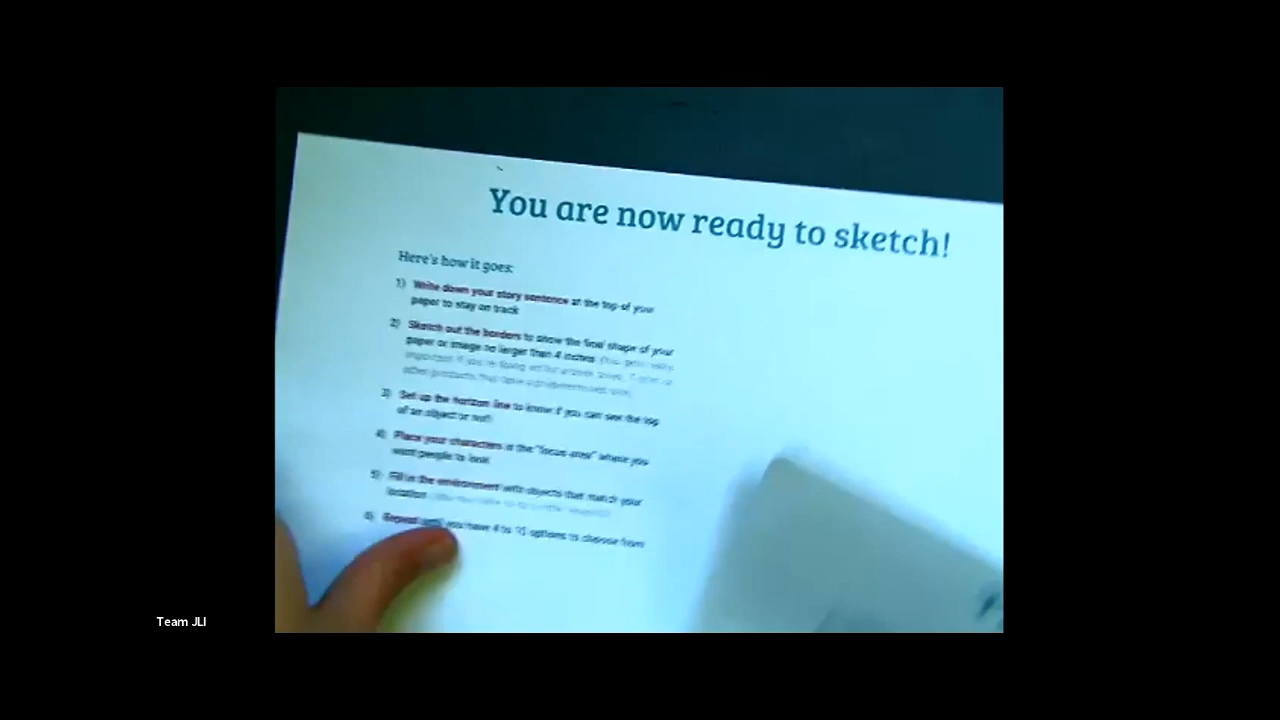 You are now ready to sketch!
Here's how it goes:
1) Write down your story sentence at the top of your
paper to stay on track
2) Sketch out the borders to show the final shape of your
paper or image no larger than 4 inches
3) Set up the horizon line to know if you can see the top
of an object or not!
4) Place your characters in the "focus area" where you
want people to look
5) Fill in the environment with objects that match your
location
6) Repeat until you have 4 to 10 options to choose from
Team JLI